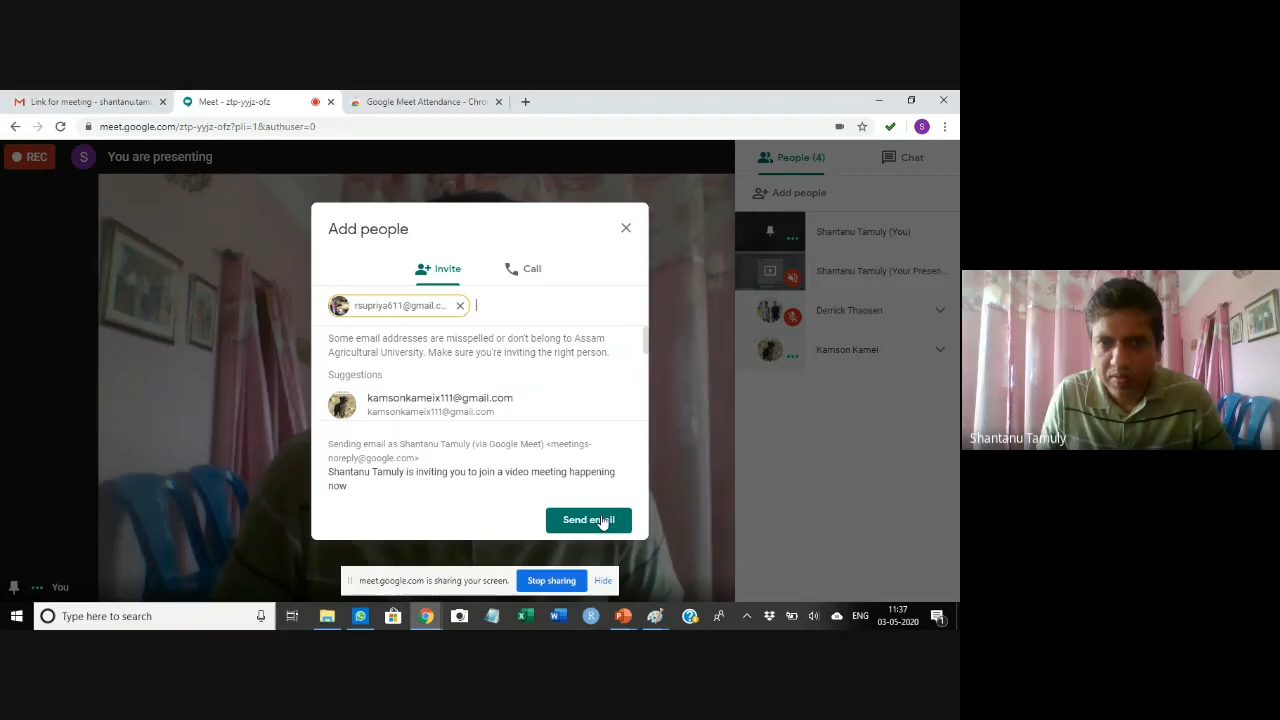 Link for meeting - shantanu.tam
Meet - ztp-yyjz-ofz
Google Meet Attendance - Chro
meet.google.com/ztp-yyjz-ofz?pli=1&authuser=0
S
REC
S
You are presenting
People (4)
Chat
Add people
Shantanu Tamuly (You)
Shantanu Tamuly (Your Presen...
Derrick Thaosen
Kamson Kamei
Add people
Invite
Call
rsupriya611@gmail.c...
Some email addresses are misspelled or don't belong to Assam
Agricultural University. Make sure you're inviting the right person.
Suggestions
kamsonkameix111@gmail.com
kamsonkameix111@gmail.com
Sending email as Shantanu Tamuly (via Google Meet) <meetings-
noreply@google.com>
Shantanu Tamuly is inviting you to join a video meeting happening
now
Send email
You
meet.google.com is sharing your screen.
Stop sharing
Hide
Type here to search
ENG
11:37
03-05-2020
1
Shantanu Tamuly